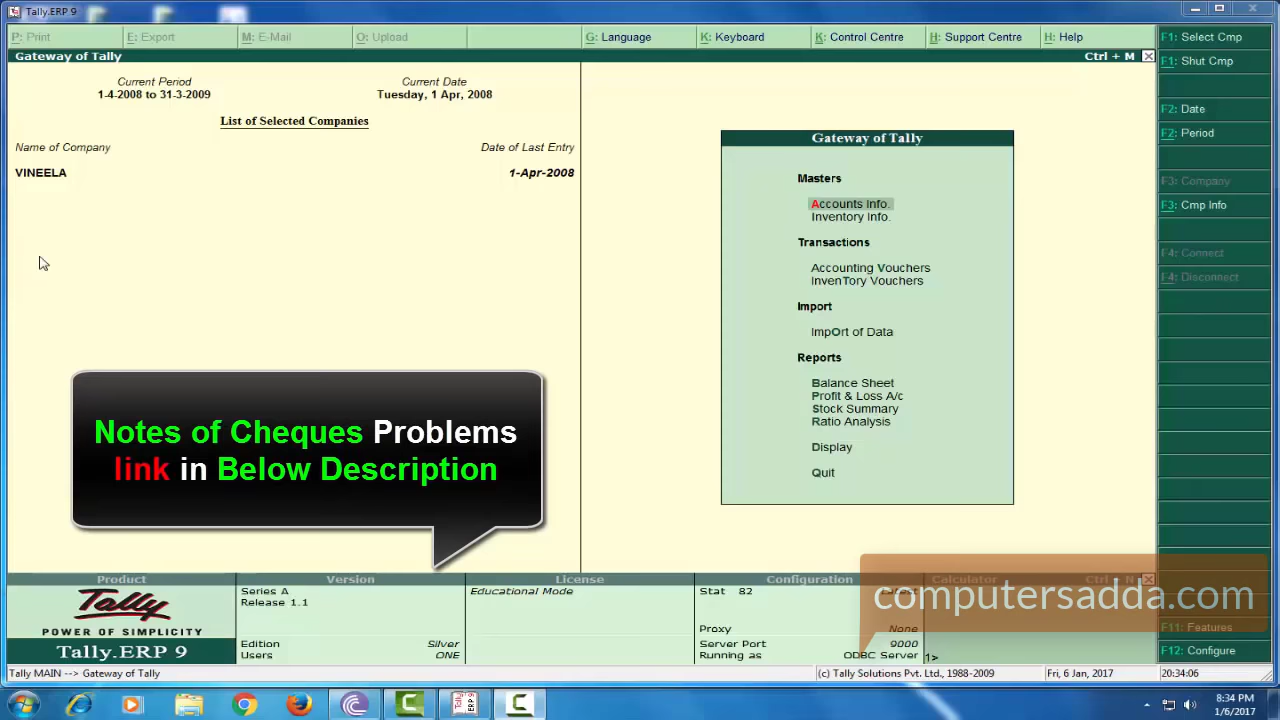 Tally.ERP 9
P: Print
E: Export
M: E-Mail
O: Upload
G: Language
K: Keyboard
K: Control Centre
H: Support Centre
H: Help
Gateway of Tally
Ctrl + M
Current Period
1-4-2008 to 31-3-2009
Current Date
Tuesday, 1 Apr, 2008
List of Selected Companies
Name of Company
Date of Last Entry
VINEELA
1-Apr-2008
Gateway of Tally
Masters
Accounts Info.
Inventory Info.
Transactions
Accounting Vouchers
InvenTory Vouchers
Import
ImpOrt of Data
Reports
Balance Sheet
Profit & Loss A/c
Stock Summary
Ratio Analysis
Display
Quit
F1: Select Cmp
F1: Shut Cmp
F2: Date
F2: Period
F3: Company
F3: Cmp Info
F4: Connect
F4: Disconnect
F11: Features
F12: Configure
Notes of Cheques Problems
link in Below Description
Product
Tally
POWER OF SIMPLICITY
Tally.ERP 9
Version
Series A
Release 1.1
Edition Silver
Users ONE
License
Educational Mode
Configuration
Stat 82 Latest
Proxy None
Server Port 9000
Running as ODBC Server
Calculator
Ctrl + N
1>
computersadda.com
Tally MAIN --> Gateway of Tally
(c) Tally Solutions Pvt. Ltd., 1988-2009
Fri, 6 Jan, 2017
20:34:06
8:34 PM
1/6/2017